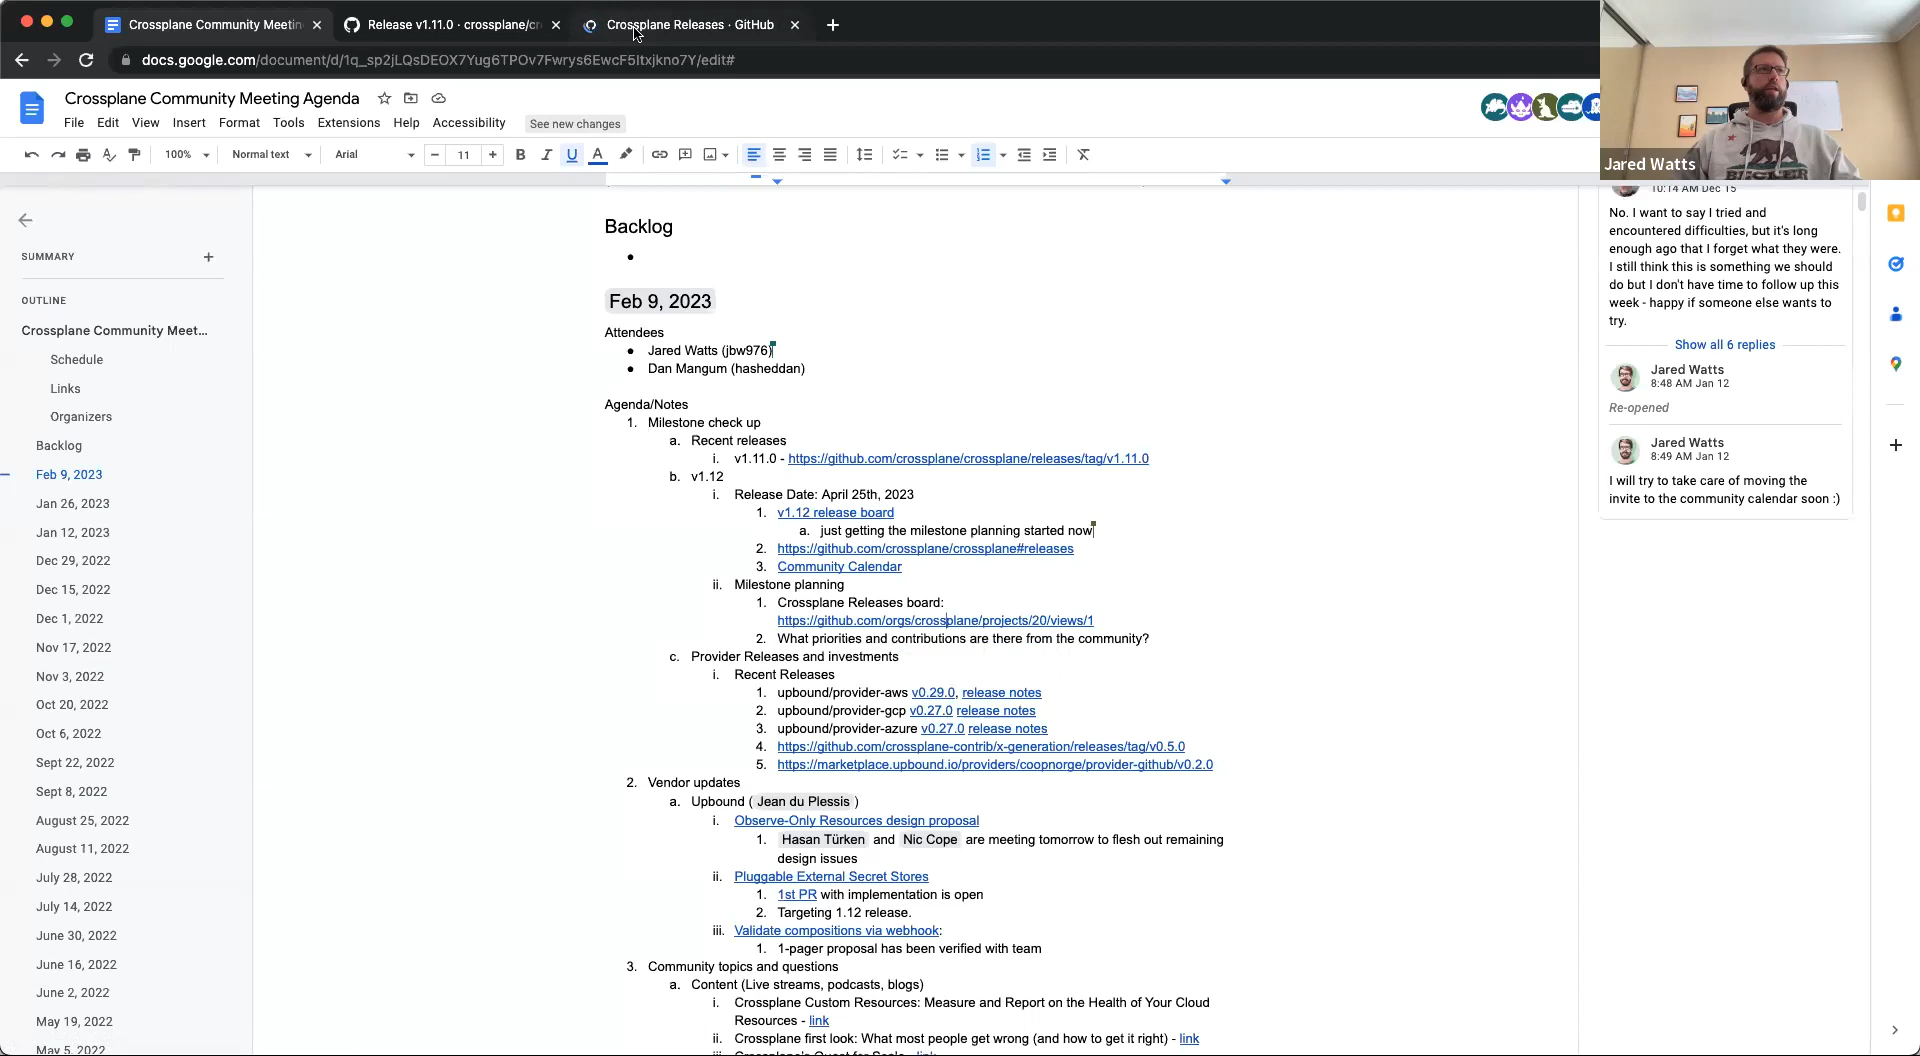 Crossplane Community Meetin
Release v1.11.0 · crossplane/cr
Crossplane Releases · GitHub
docs.google.com/document/d/1q_sp2jLQsDEOX7Yug6TPOv7Fwrys6EwcF5ltxjkno7Y/edit#
Crossplane Community Meeting Agenda
File Edit View Insert Format Tools Extensions Help Accessibility
See new changes
100% Normal text Arial 11
Jared Watts
SUMMARY
OUTLINE
Crossplane Community Meet...
Schedule
Links
Organizers
Backlog
Feb 9, 2023
Jan 26, 2023
Jan 12, 2023
Dec 29, 2022
Dec 15, 2022
Dec 1, 2022
Nov 17, 2022
Nov 3, 2022
Oct 20, 2022
Oct 6, 2022
Sept 22, 2022
Sept 8, 2022
August 25, 2022
August 11, 2022
July 28, 2022
July 14, 2022
June 30, 2022
June 16, 2022
June 2, 2022
May 19, 2022
May 5, 2022
Backlog
Feb 9, 2023
Attendees
● Jared Watts (jbw976)
● Dan Mangum (hasheddan)
Agenda/Notes
1. Milestone check up
a. Recent releases
i. v1.11.0 - https://github.com/crossplane/crossplane/releases/tag/v1.11.0
b. v1.12
i. Release Date: April 25th, 2023
1. v1.12 release board
a. just getting the milestone planning started now
2. https://github.com/crossplane/crossplane#releases
3. Community Calendar
ii. Milestone planning
1. Crossplane Releases board:
https://github.com/orgs/crossplane/projects/20/views/1
2. What priorities and contributions are there from the community?
c. Provider Releases and investments
i. Recent Releases
1. upbound/provider-aws v0.29.0, release notes
2. upbound/provider-gcp v0.27.0 release notes
3. upbound/provider-azure v0.27.0 release notes
4. https://github.com/crossplane-contrib/x-generation/releases/tag/v0.5.0
5. https://marketplace.upbound.io/providers/coopnorge/provider-github/v0.2.0
2. Vendor updates
a. Upbound ( Jean du Plessis )
i. Observe-Only Resources design proposal
1. Hasan Türken and Nic Cope are meeting tomorrow to flesh out remaining
design issues
ii. Pluggable External Secret Stores
1. 1st PR with implementation is open
2. Targeting 1.12 release.
iii. Validate compositions via webhook:
1. 1-pager proposal has been verified with team
3. Community topics and questions
a. Content (Live streams, podcasts, blogs)
i. Crossplane Custom Resources: Measure and Report on the Health of Your Cloud
Resources - link
ii. Crossplane first look: What most people get wrong (and how to get it right) - link
iii. Crossplane's Quest for Scale - link
10:14 AM Dec 15
No. I want to say I tried and
encountered difficulties, but it's long
enough ago that I forget what they were.
I still think this is something we should
do but I don't have time to follow up this
week - happy if someone else wants to
try.
Show all 6 replies
Jared Watts
8:48 AM Jan 12
Re-opened
Jared Watts
8:49 AM Jan 12
I will try to take care of moving the
invite to the community calendar soon :)